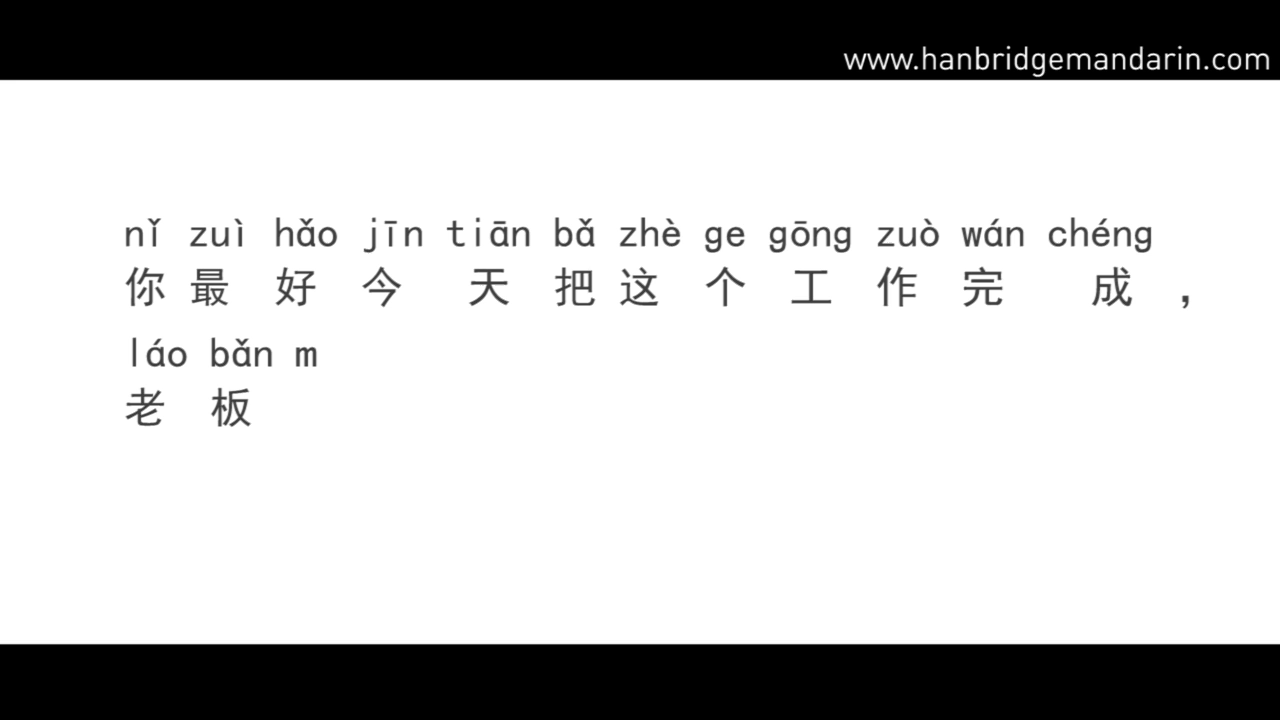 www.hanbridgemandarin.com
nǐ zuì hǎo jīn tiān bǎ zhè ge gōng zuò wán chéng
你 最 好 今 天 把 这 个 工 作 完 成 ，
láo bǎn m
老 板